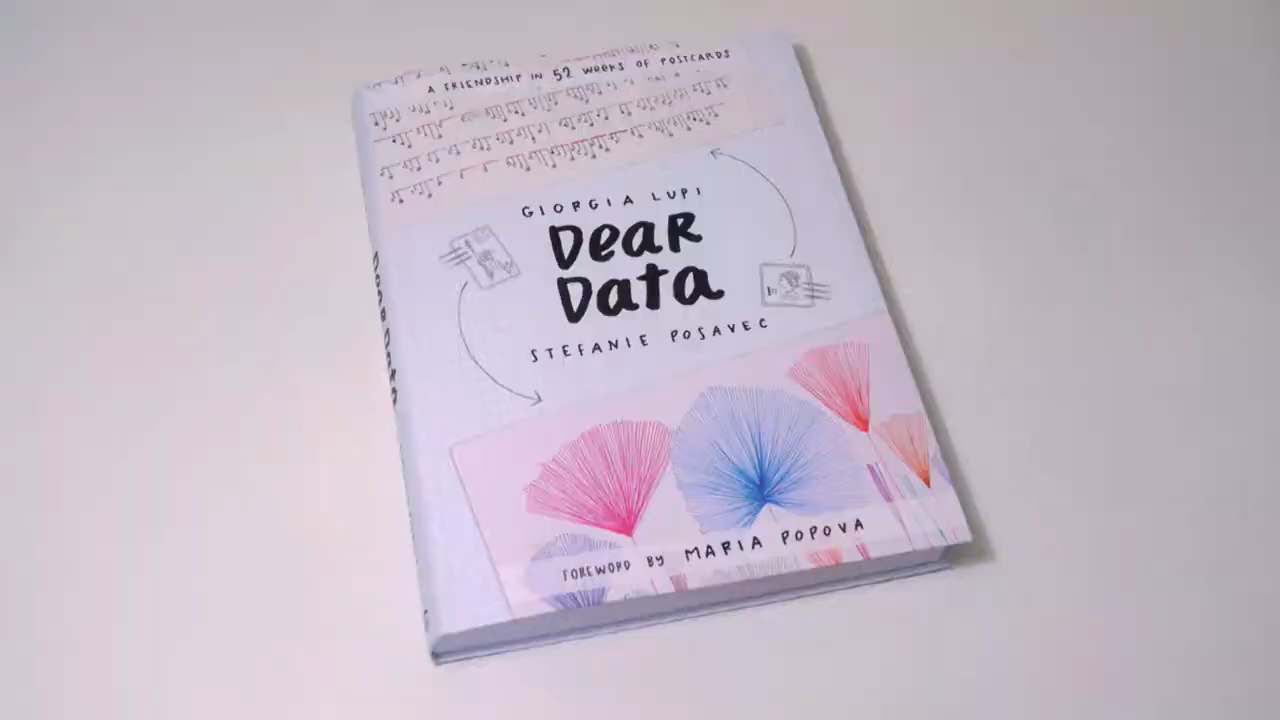 A FRIENDSHIP IN 52 WEEKS OF POSTCARDS
GIORGIA LUPI
Dear
Data
STEFANIE POSAVEC
FOREWORD BY MARIA POPOVA
Dear Data